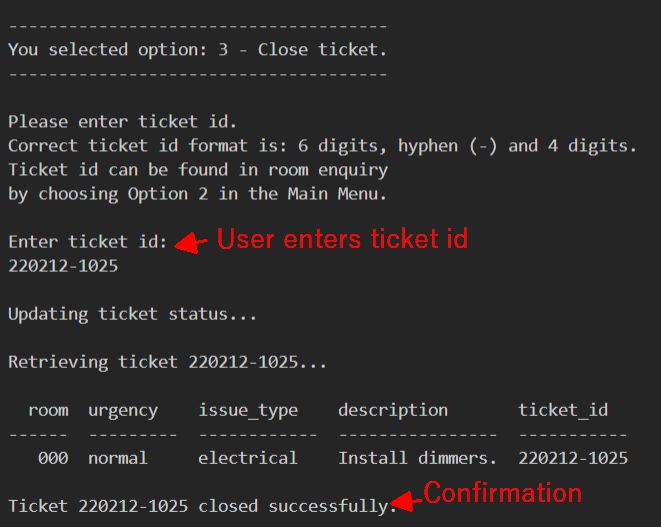 --------------------------------------
You selected option: 3 - Close ticket.
--------------------------------------
Please enter ticket id.
Correct ticket id format is: 6 digits, hyphen (-) and 4 digits.
Ticket id can be found in room enquiry
by choosing Option 2 in the Main Menu.
Enter ticket id: User enters ticket id
220212-1025
Updating ticket status...
Retrieving ticket 220212-1025...
room urgency issue_type description ticket_id
------ --------- ------------ ---------------- -----------
000 normal electrical Install dimmers. 220212-1025
Ticket 220212-1025 closed successfully. Confirmation